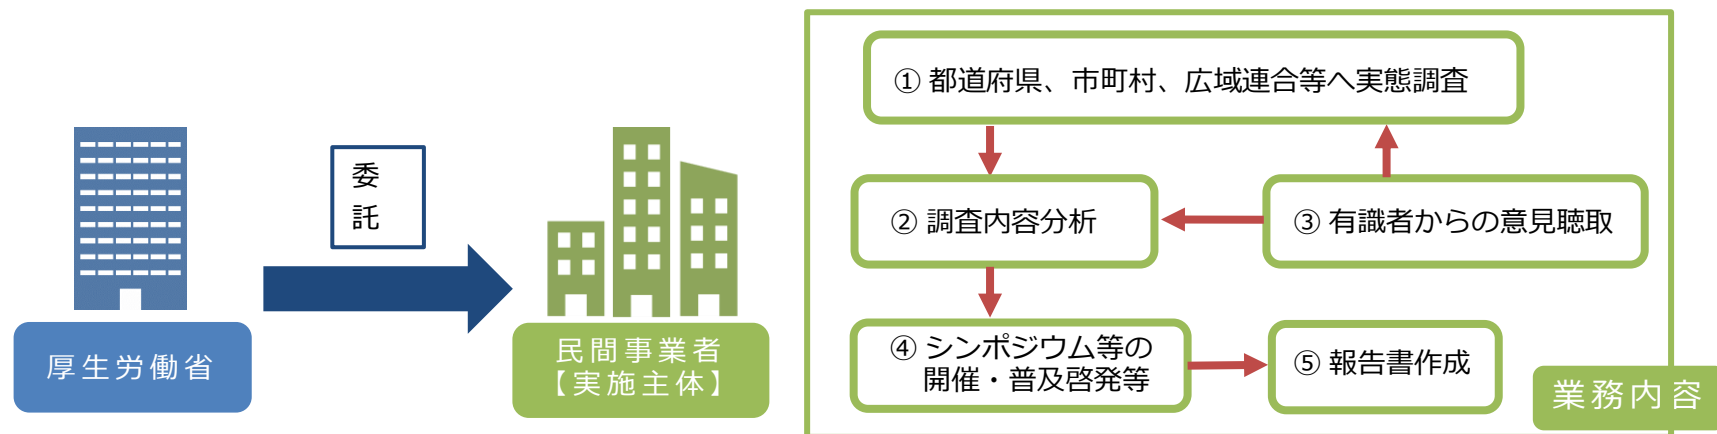 厚生労働省
委
託
民間事業者
【実施主体】
① 都道府県、市町村、広域連合等へ実態調査
② 調査内容分析
③ 有識者からの意見聴取
④ シンポジウム等の
開催・普及啓発等
⑤ 報告書作成
業務内容